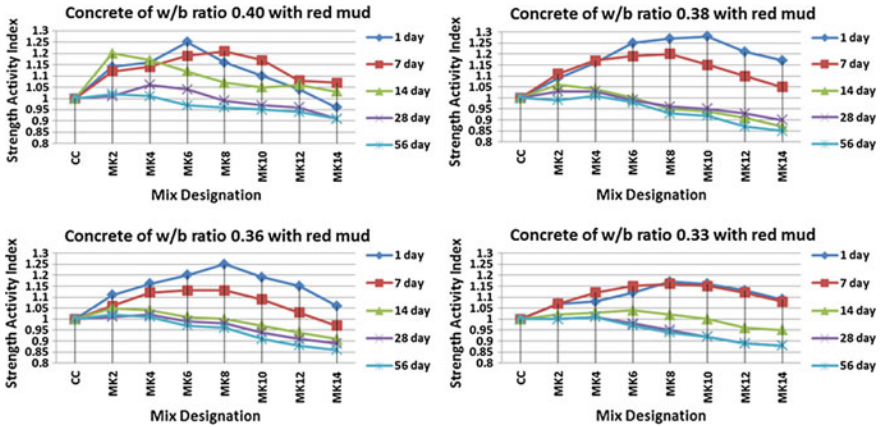 Concrete of w/b ratio 0.40 with red mud
Strength Activity Index
1.3
1.25
1.2
1.15
1.1
1.05
1
0.95
0.9
0.85
0.8
CC
MK2
MK4
MK6
MK8
MK10
MK12
MK14
Mix Designation
1 day
7 day
14 day
28 day
56 day
Concrete of w/b ratio 0.38 with red mud
Strength Activity Index
1.3
1.25
1.2
1.15
1.1
1.05
1
0.95
0.9
0.85
0.8
CC
MK2
MK4
MK6
MK8
MK10
MK12
MK14
Mix Designation
1 day
7 day
14 day
28 day
56 day
Concrete of w/b ratio 0.36 with red mud
Strength Activity Index
1.3
1.25
1.2
1.15
1.1
1.05
1
0.95
0.9
0.85
0.8
CC
MK2
MK4
MK6
MK8
MK10
MK12
MK14
Mix Designation
1 day
7 day
14 day
28 day
56 day
Concrete of w/b ratio 0.33 with red mud
Strength Activity Index
1.3
1.25
1.2
1.15
1.1
1.05
1
0.95
0.9
0.85
0.8
CC
MK2
MK4
MK6
MK8
MK10
MK12
MK14
Mix Designation
1 day
7 day
14 day
28 day
56 day